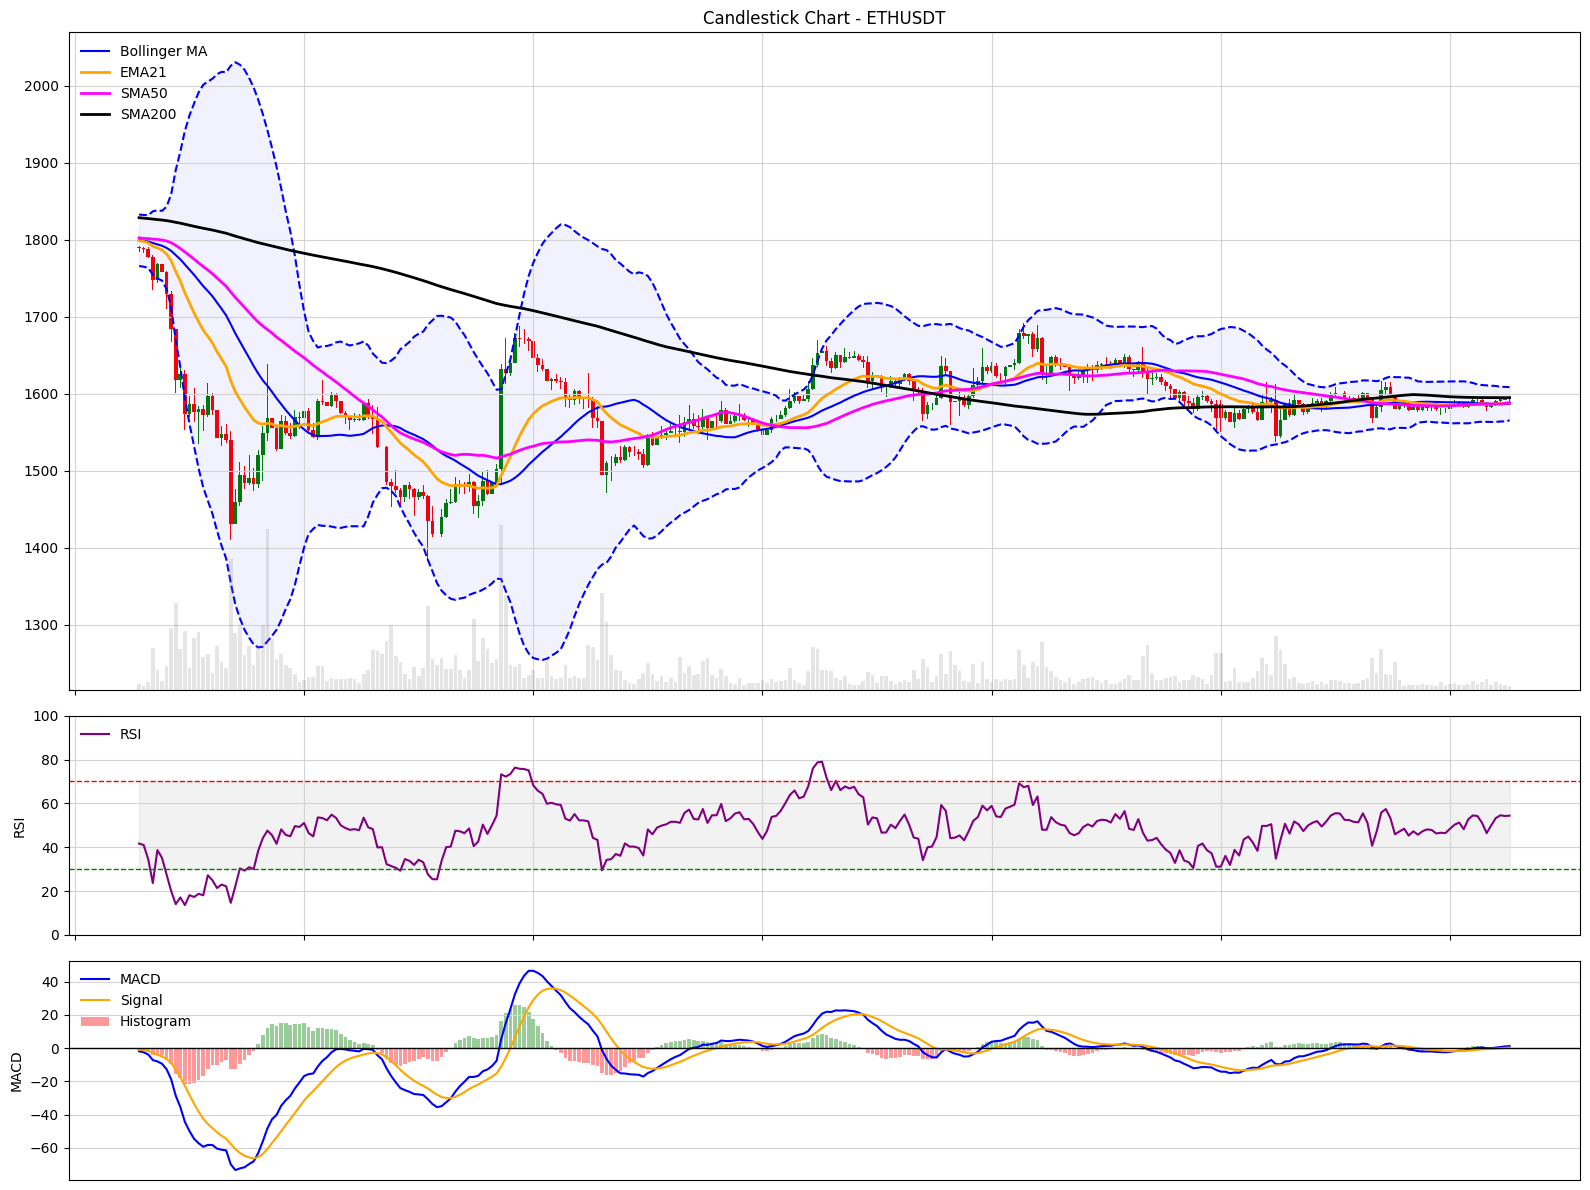 Candlestick Chart - ETHUSDT
Bollinger MA
EMA21
SMA50
SMA200
2000
1900
1800
1700
1600
1500
1400
1300
RSI
100
80
60
40
20
0
RSI
MACD
Signal
Histogram
40
20
0
−20
−40
−60
MACD